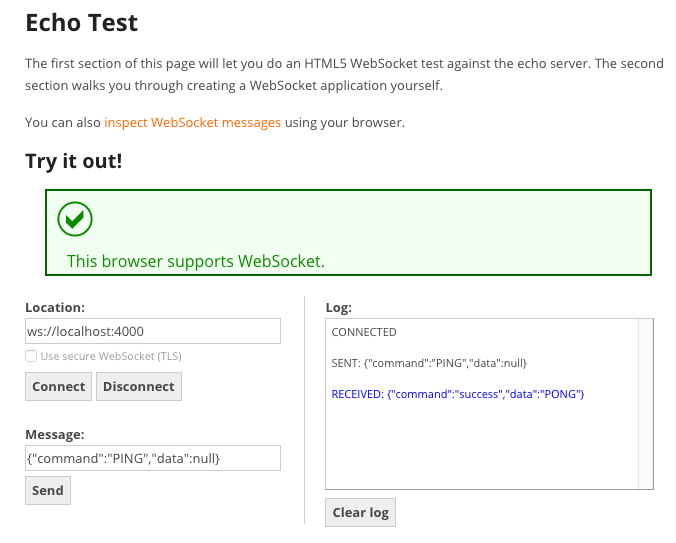 Echo Test
The first section of this page will let you do an HTML5 WebSocket test against the echo server. The second
section walks you through creating a WebSocket application yourself.
You can also inspect WebSocket messages using your browser.
Try it out!
This browser supports WebSocket.
Location:
ws://localhost:4000
Use secure WebSocket (TLS)
Connect Disconnect
Message:
{"command":"PING","data":null}
Send
Log:
CONNECTED
SENT: {"command":"PING","data":null}
RECEIVED: {"command":"success","data":"PONG"}
Clear log